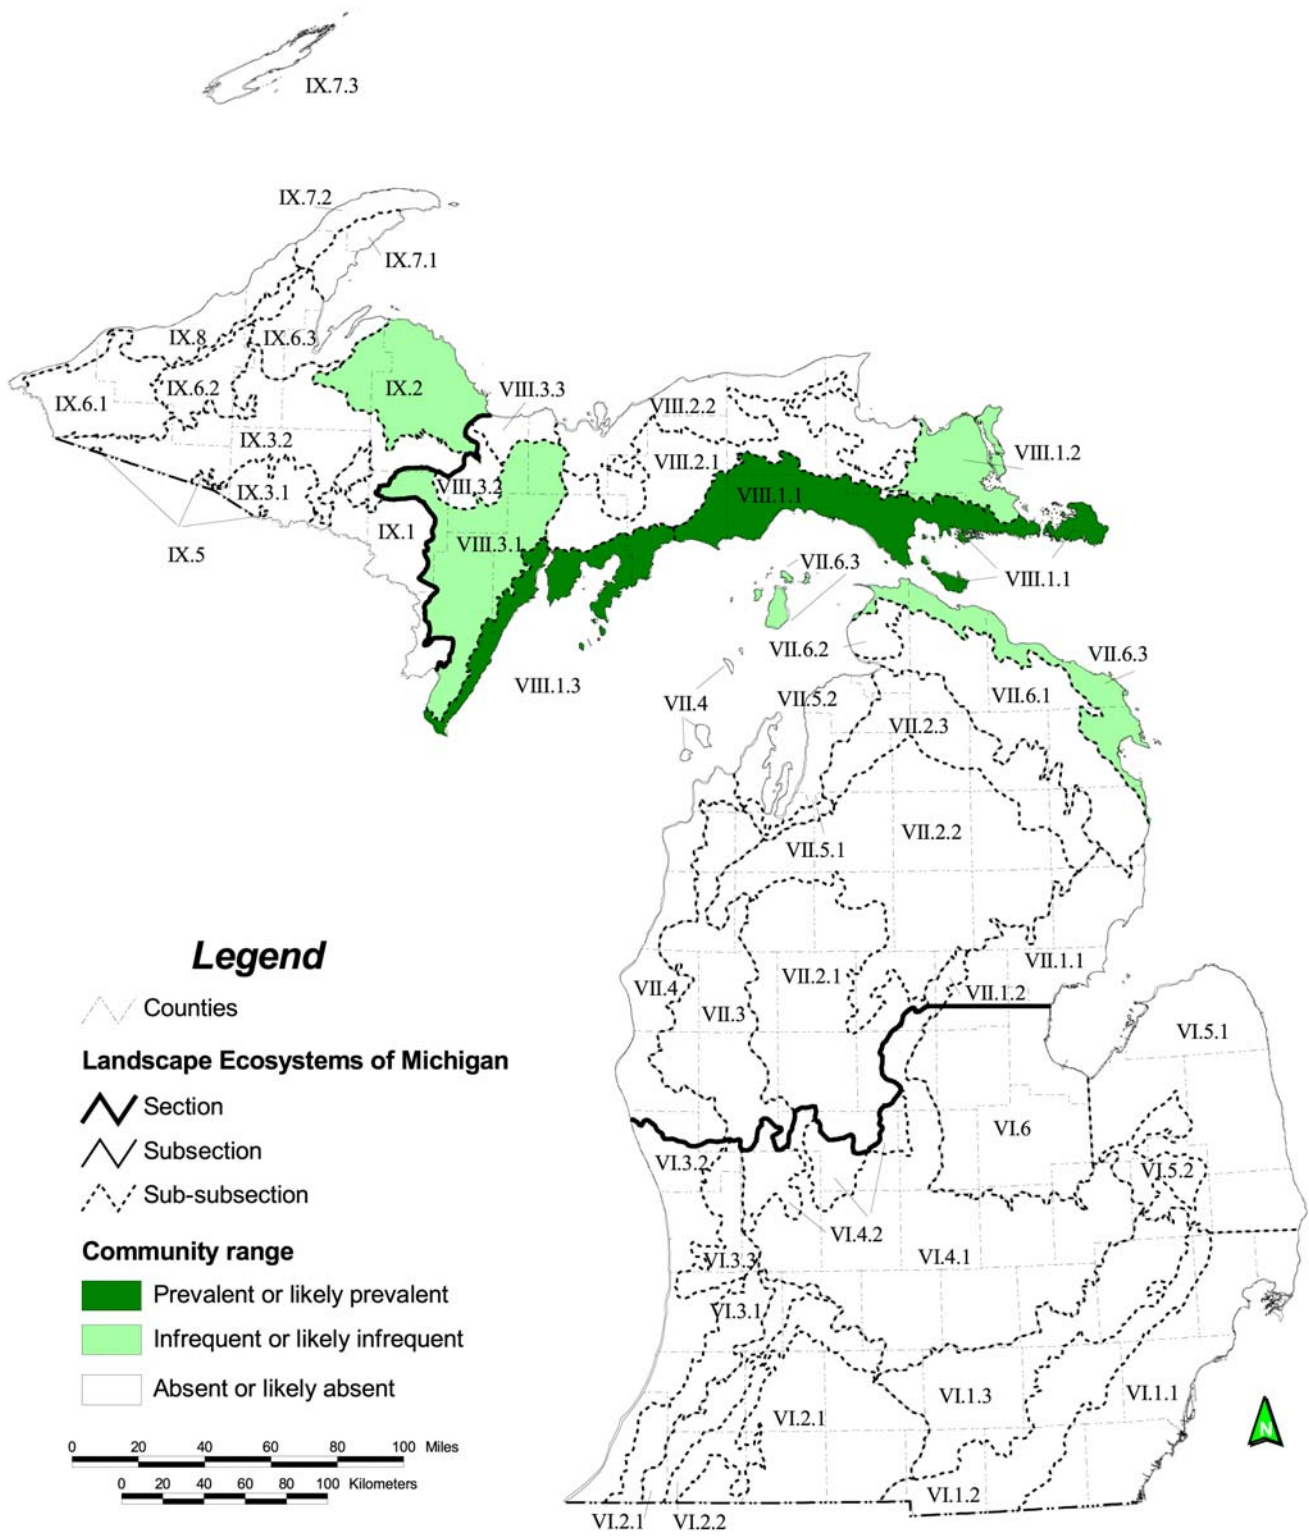 IX.7.3
IX.7.2
IX.7.1
IX.8
IX.6.3
IX.6.2
IX.2
VIII.3.3
VIII.2.2
IX.6.1
IX.3.2
VIII.2.1
VIII.1.2
IX.3.1
VIII.3.2
VIII.1.1
IX.1
VIII.3.1
IX.5
VII.6.3
VIII.1.1
VII.6.2
VII.6.3
VIII.1.3
VII.4
VII.5.2
VII.6.1
VII.2.3
VII.5.1
VII.2.2
VII.4
VII.3
VII.2.1
VII.1.1
VII.1.2
VI.5.1
VI.6
VI.3.2
VI.5.2
VI.4.2
VI.3.3
VI.4.1
VI.3.1
VI.1.3
VI.1.1
VI.2.1
VI.1.2
VI.2.1
VI.2.2
Legend
Counties
Landscape Ecosystems of Michigan
Section
Subsection
Sub-subsection
Community range
Prevalent or likely prevalent
Infrequent or likely infrequent
Absent or likely absent
0 20 40 60 80 100 Miles
0 20 40 60 80 100 Kilometers
N